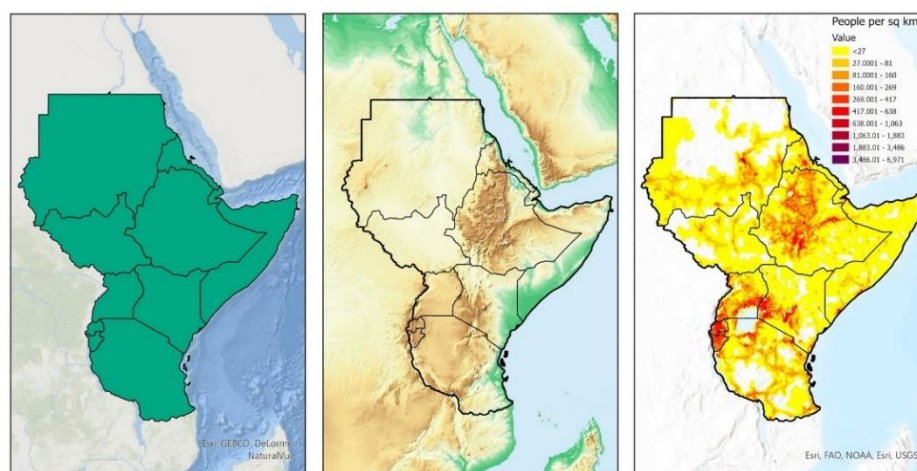 Esri, GEBCO, DeLorme,
NaturalVue
People per sq km
Value
<27
27.0001 - 81
81.0001 - 160
160.001 - 269
269.001 - 417
417.001 - 638
638.001 - 1,063
1,063.01 - 1,883
1,883.01 - 3,486
3,486.01 - 6,971
Esri, FAO, NOAA, Esri, USGS